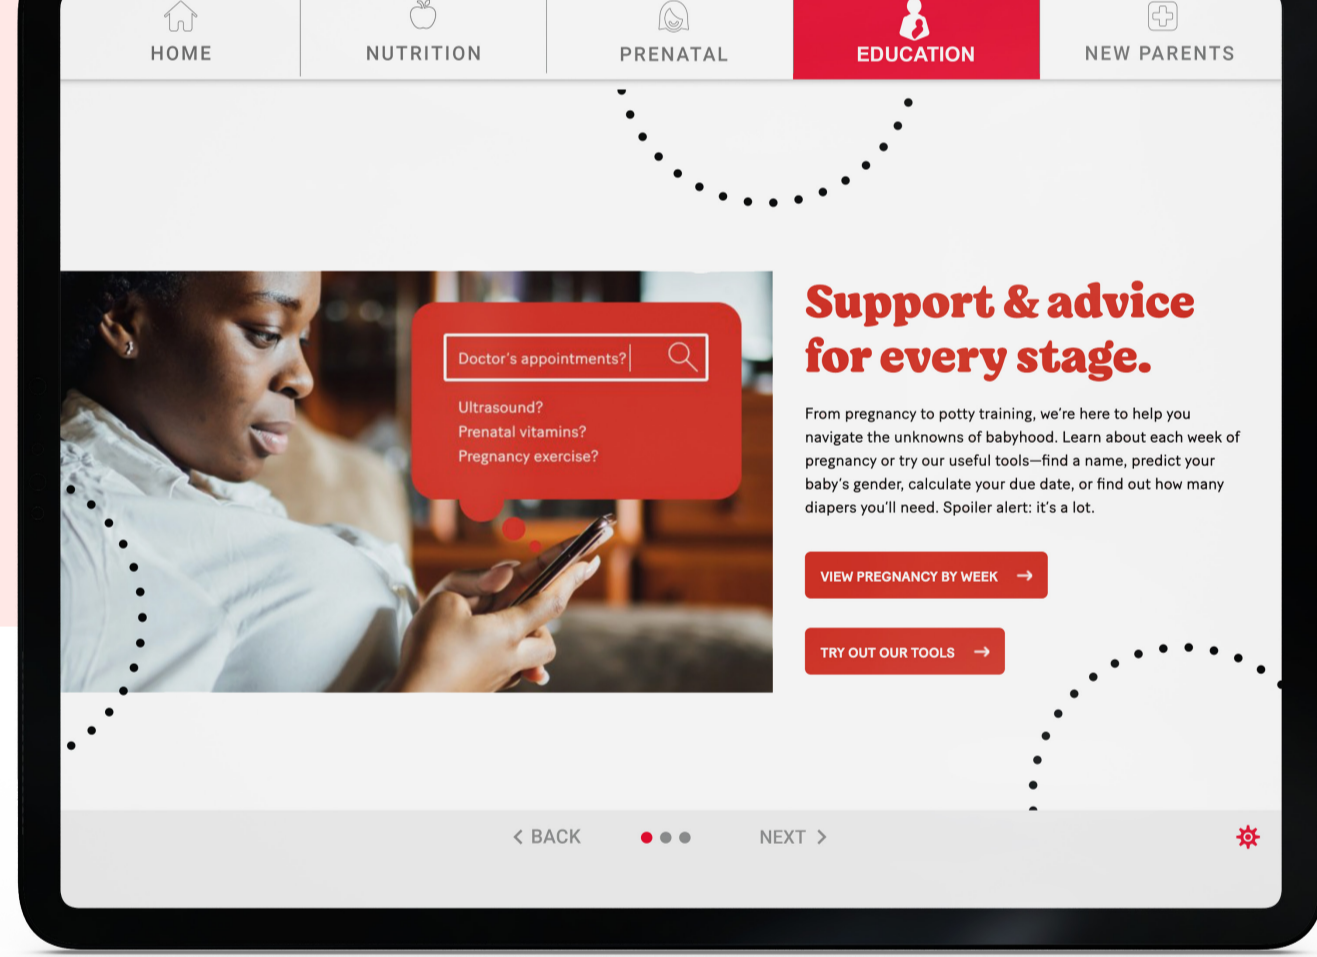 HOME
NUTRITION
PRENATAL
EDUCATION
NEW PARENTS
Doctor's appointments?
Ultrasound?
Prenatal vitamins?
Pregnancy exercise?
Support & advice
for every stage.
From pregnancy to potty training, we're here to help you
navigate the unknowns of babyhood. Learn about each week of
pregnancy or try our useful tools—find a name, predict your
baby's gender, calculate your due date, or find out how many
diapers you'll need. Spoiler alert: it's a lot.
VIEW PREGNANCY BY WEEK →
TRY OUT OUR TOOLS →
< BACK
NEXT >